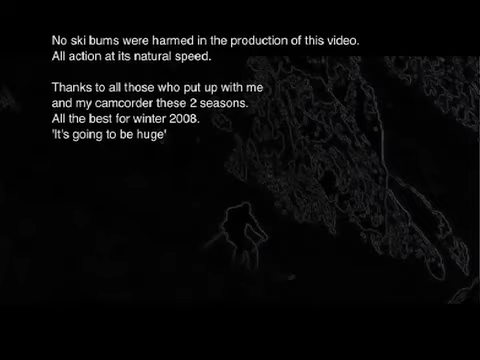 No ski bums were harmed in the production of this video.
All action at its natural speed.
Thanks to all those who put up with me
and my camcorder these 2 seasons.
All the best for winter 2008.
'It's going to be huge'